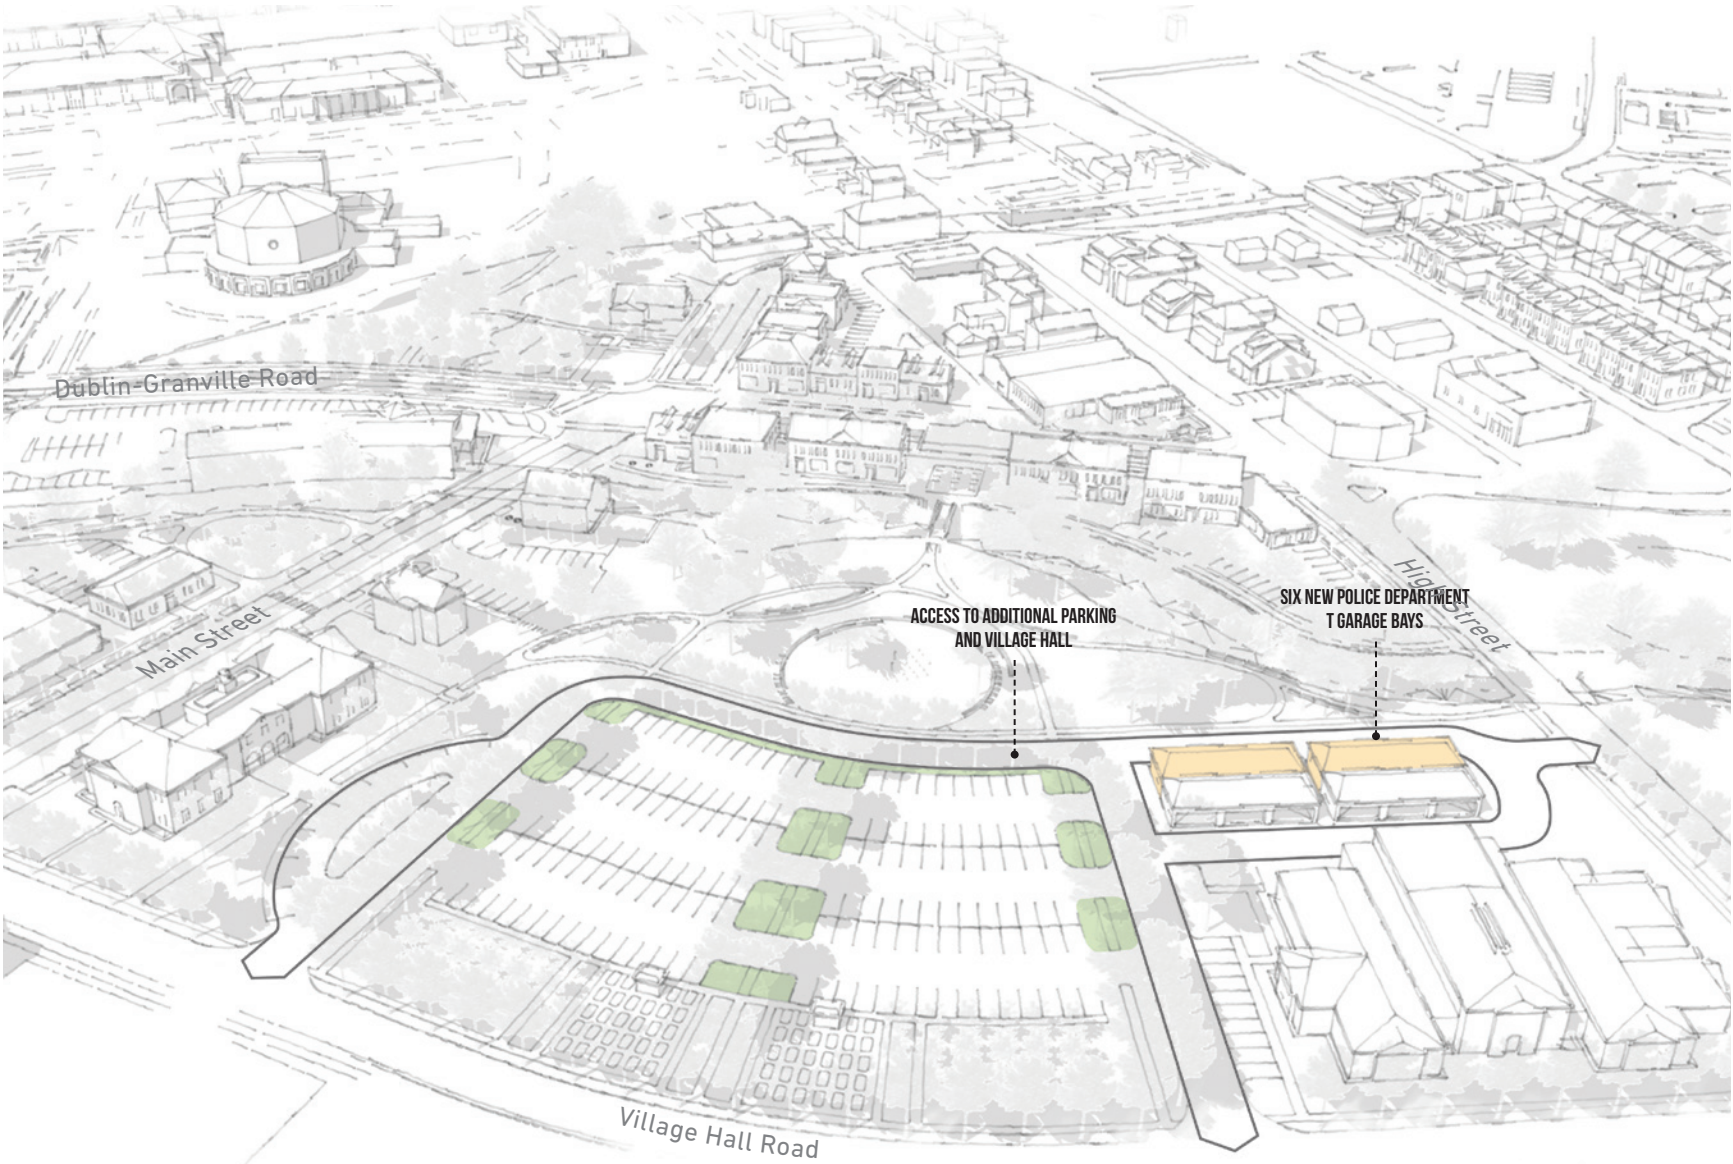 Dublin-Granville Road
High Street
SIX NEW POLICE DEPARTMENT
T GARAGE BAYS
ACCESS TO ADDITIONAL PARKING
AND VILLAGE HALL
Main Street
Village Hall Road